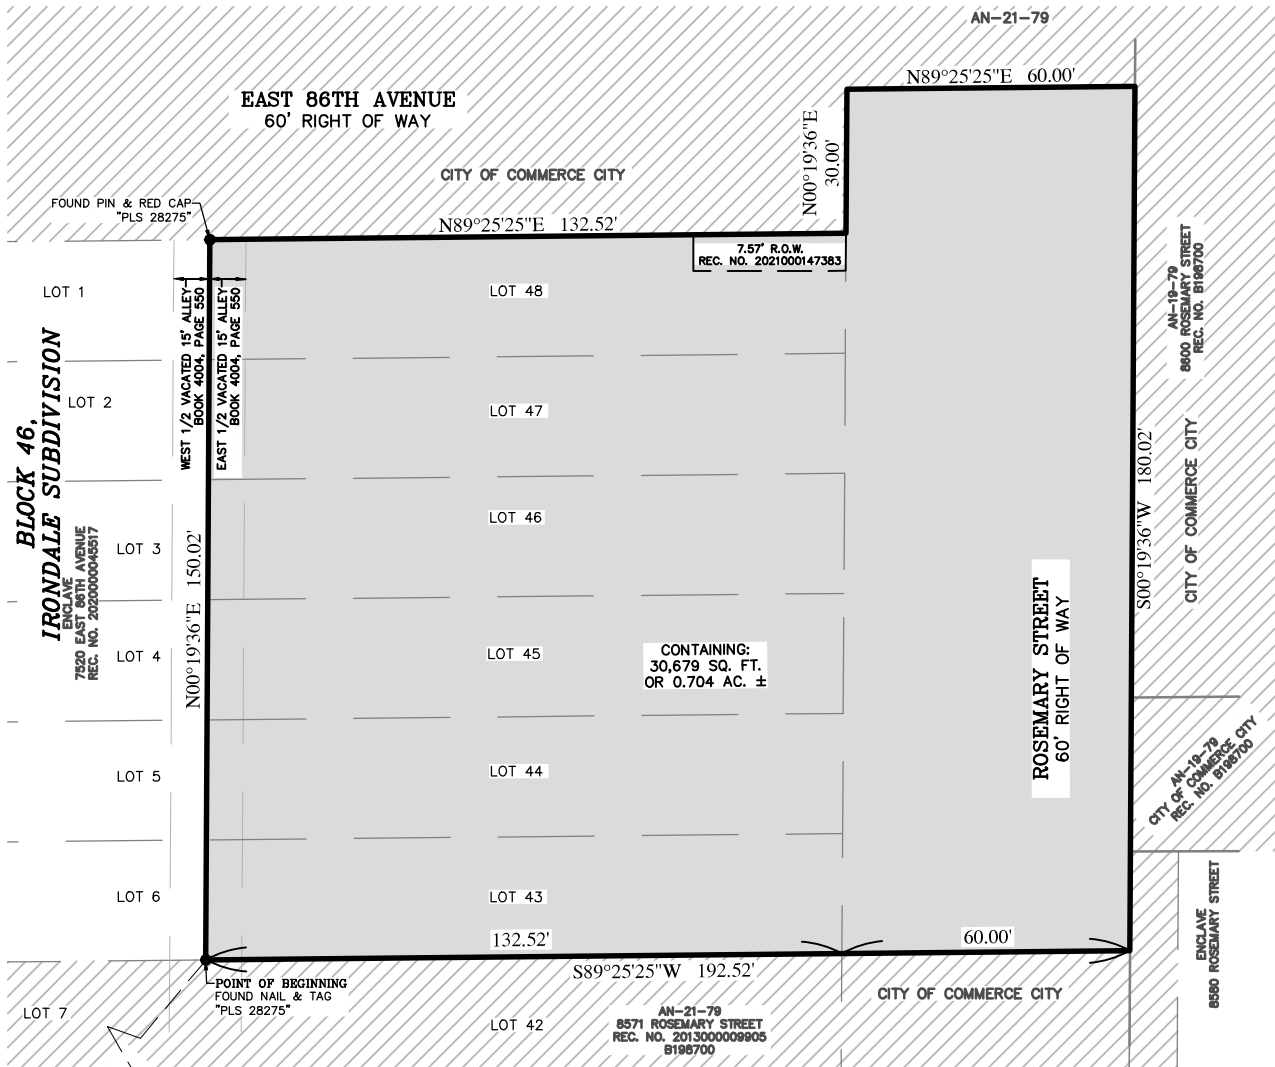 AN-21-79
N89°25'25"E 60.00'
EAST 86TH AVENUE
60' RIGHT OF WAY
N00°19'36"E
30.00'
CITY OF COMMERCE CITY
FOUND PIN & RED CAP
"PLS 28275"
N89°25'25"E 132.52'
7.57' R.O.W.
REC. NO. 2021000147383
LOT 1
LOT 48
WEST 1/2 VACATED 15' ALLEY
BOOK 4004, PAGE 550
EAST 1/2 VACATED 15' ALLEY
BOOK 4004, PAGE 550
AN-19-79
8600 ROSEMARY STREET
REC. NO. B198700
LOT 2
LOT 47
BLOCK 46,
IRONDALE SUBDIVISION
CITY OF COMMERCE CITY
S00°19'36"W 180.02'
LOT 46
LOT 3
ENCLAVE
7520 EAST 86TH AVENUE
REC. NO. 2020000045517
N00°19'36"E 150.02'
LOT 4
LOT 45
CONTAINING:
30,679 SQ. FT.
OR 0.704 AC. ±
ROSEMARY STREET
60' RIGHT OF WAY
LOT 5
LOT 44
AN-19-79
CITY OF COMMERCE CITY
REC. NO. B198700
LOT 6
LOT 43
132.52'
60.00'
ENCLAVE
8580 ROSEMARY STREET
S89°25'25"W 192.52'
POINT OF BEGINNING
FOUND NAIL & TAG
"PLS 28275"
CITY OF COMMERCE CITY
LOT 7
LOT 42
AN-21-79
8571 ROSEMARY STREET
REC. NO. 2013000009905
B198700